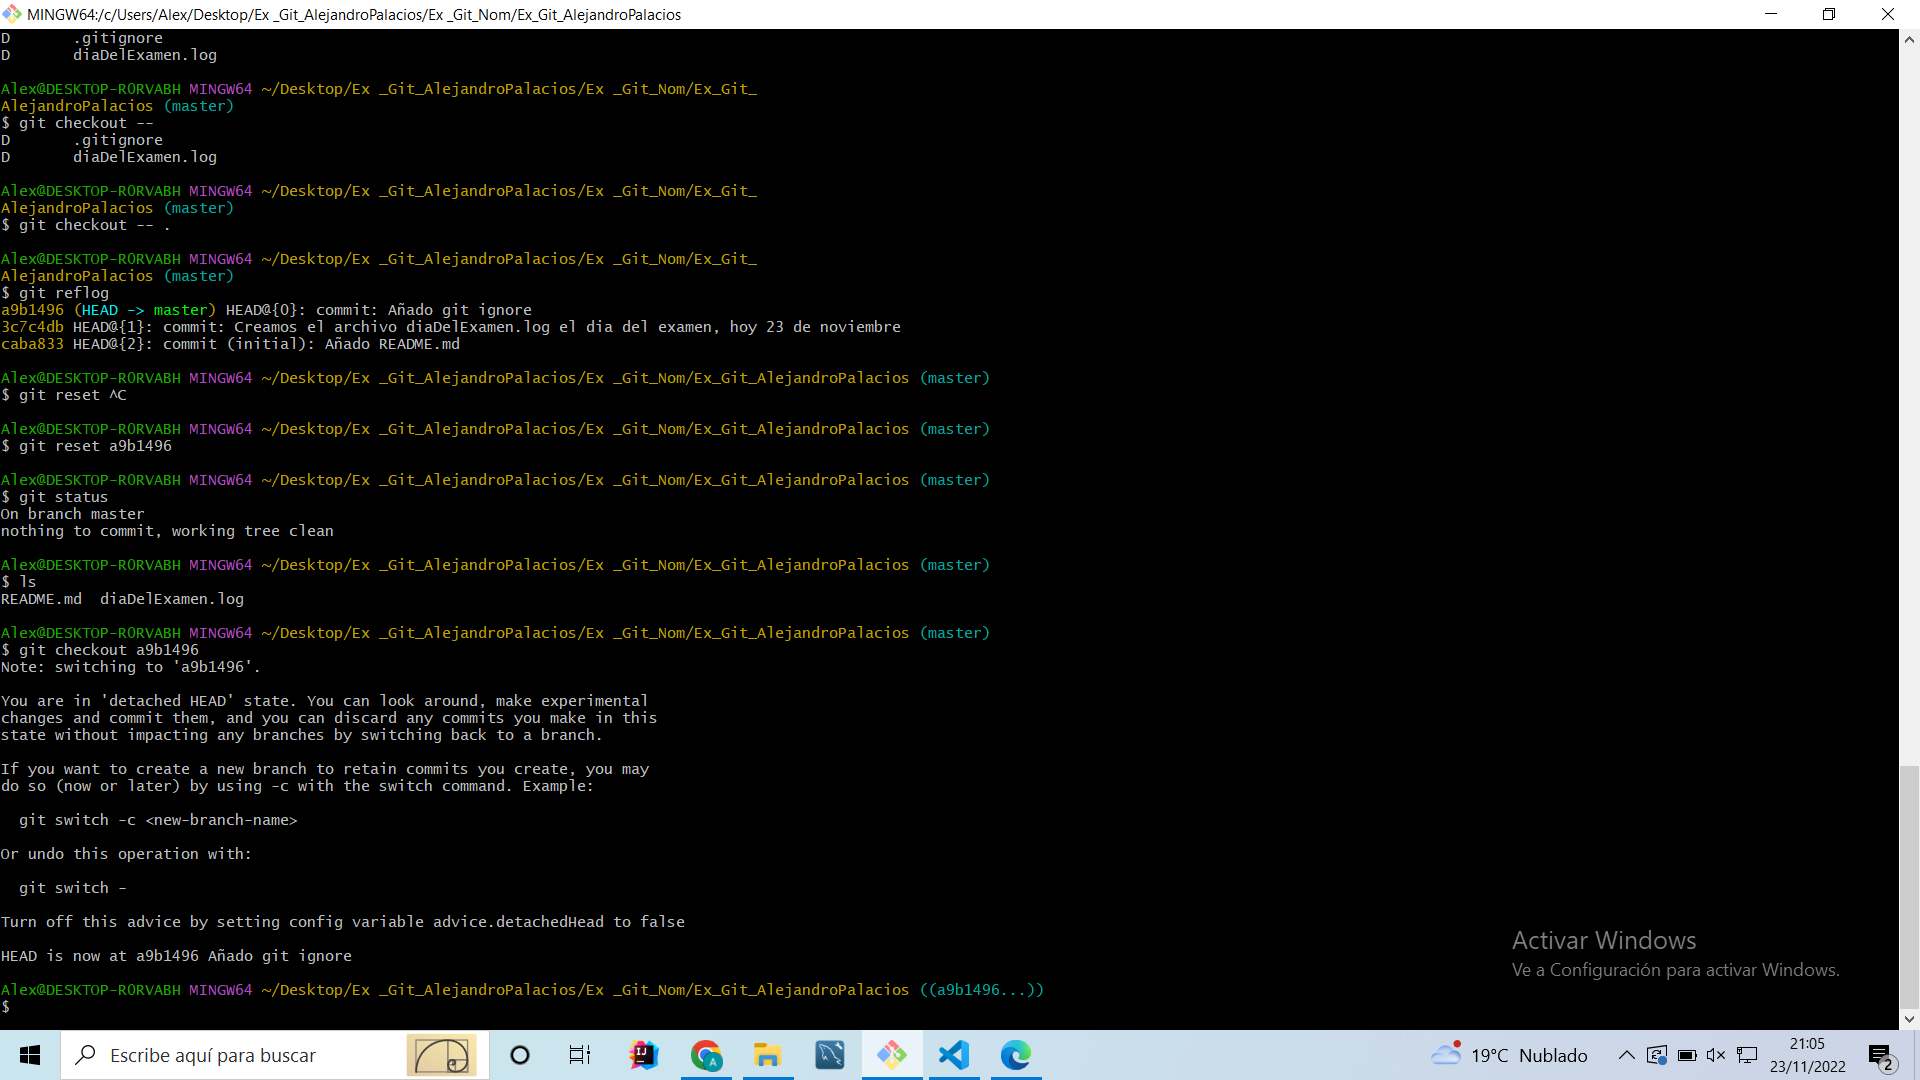 MINGW64:/c/Users/Alex/Desktop/Ex _Git_AlejandroPalacios/Ex _Git_Nom/Ex_Git_AlejandroPalacios
D       .gitignore
D       diaDelExamen.log
Alex@DESKTOP-RORVABH MINGW64 ~/Desktop/Ex _Git_AlejandroPalacios/Ex _Git_Nom/Ex_Git_
AlejandroPalacios (master)
$ git checkout --
D       .gitignore
D       diaDelExamen.log
Alex@DESKTOP-RORVABH MINGW64 ~/Desktop/Ex _Git_AlejandroPalacios/Ex _Git_Nom/Ex_Git_
AlejandroPalacios (master)
$ git checkout -- .
Alex@DESKTOP-RORVABH MINGW64 ~/Desktop/Ex _Git_AlejandroPalacios/Ex _Git_Nom/Ex_Git_
AlejandroPalacios (master)
$ git reflog
a9b1496 (HEAD -> master) HEAD@{0}: commit: Añado git ignore
3c7c4db HEAD@{1}: commit: Creamos el archivo diaDelExamen.log el dia del examen, hoy 23 de noviembre
caba833 HEAD@{2}: commit (initial): Añado README.md
Alex@DESKTOP-RORVABH MINGW64 ~/Desktop/Ex _Git_AlejandroPalacios/Ex _Git_Nom/Ex_Git_AlejandroPalacios (master)
$ git reset ^C
Alex@DESKTOP-RORVABH MINGW64 ~/Desktop/Ex _Git_AlejandroPalacios/Ex _Git_Nom/Ex_Git_AlejandroPalacios (master)
$ git reset a9b1496
Alex@DESKTOP-RORVABH MINGW64 ~/Desktop/Ex _Git_AlejandroPalacios/Ex _Git_Nom/Ex_Git_AlejandroPalacios (master)
$ git status
On branch master
nothing to commit, working tree clean
Alex@DESKTOP-RORVABH MINGW64 ~/Desktop/Ex _Git_AlejandroPalacios/Ex _Git_Nom/Ex_Git_AlejandroPalacios (master)
$ ls
README.md  diaDelExamen.log
Alex@DESKTOP-RORVABH MINGW64 ~/Desktop/Ex _Git_AlejandroPalacios/Ex _Git_Nom/Ex_Git_AlejandroPalacios (master)
$ git checkout a9b1496
Note: switching to 'a9b1496'.
You are in 'detached HEAD' state. You can look around, make experimental
changes and commit them, and you can discard any commits you make in this
state without impacting any branches by switching back to a branch.
If you want to create a new branch to retain commits you create, you may
do so (now or later) by using -c with the switch command. Example:
git switch -c <new-branch-name>
Or undo this operation with:
git switch -
Turn off this advice by setting config variable advice.detachedHead to false
HEAD is now at a9b1496 Añado git ignore
Alex@DESKTOP-RORVABH MINGW64 ~/Desktop/Ex _Git_AlejandroPalacios/Ex _Git_Nom/Ex_Git_AlejandroPalacios ((a9b1496...))
$
Activar Windows
Ve a Configuración para activar Windows.
Escribe aquí para buscar
IJ
A
19°C Nublado
21:05
23/11/2022
2